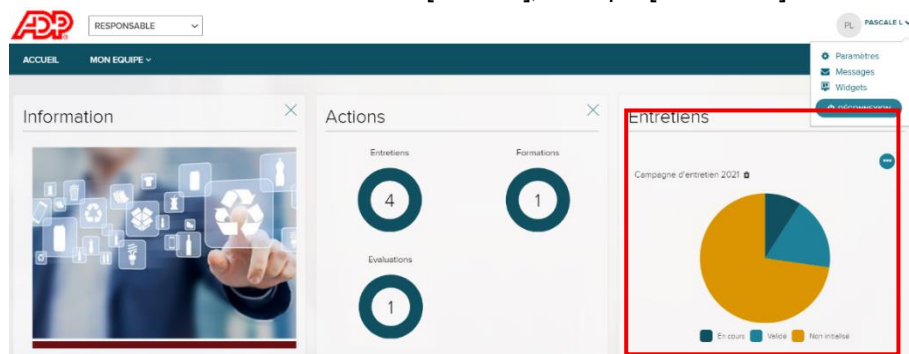 ADP
RESPONSABLE
PL
PASCALE L
ACCUEIL
MON EQUIPE
Paramètres
Messages
Widgets
DÉCONNEXION
Information
Actions
Entretiens
Entretiens
Formations
4
1
Evaluations
1
Campagne d'entretien 2021
En cours
Validé
Non initialisé